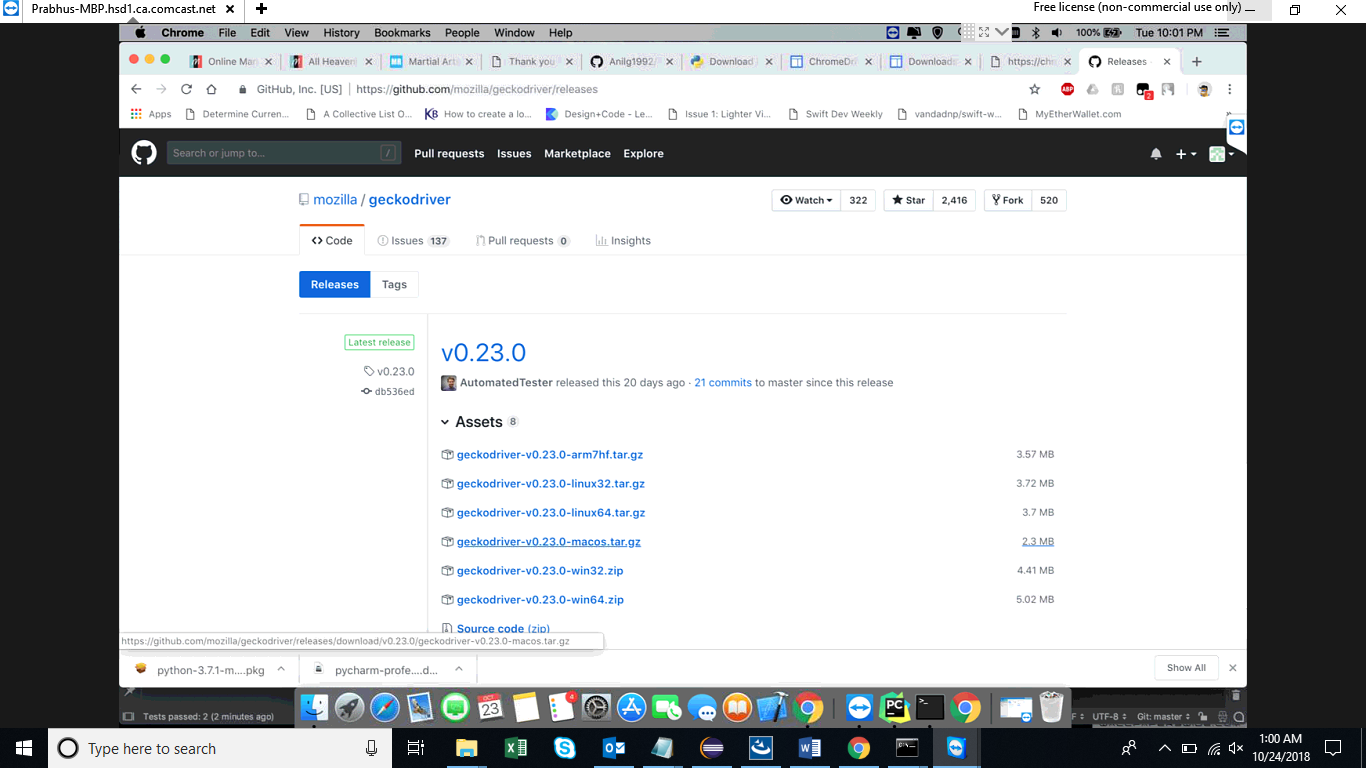 Prabhus-MBP.hsd1.ca.comcast.net
Free license (non-commercial use only)
Chrome File Edit View History Bookmarks People Window Help
100% Tue 10:01 PM
Online Man
All Heaven
Martial Arts
Thank you
Anilg1992/P
Download
ChromeDri
Downloads
https://chr
Releases
GitHub, Inc. [US] | https://github.com/mozilla/geckodriver/releases
ABP
2
Apps
Determine Curren...
A Collective List O...
How to create a lo...
Design+Code - Le...
Issue 1: Lighter Vi...
Swift Dev Weekly
vandadnp/swift-w...
MyEtherWallet.com
»
Search or jump to... /
Pull requests Issues Marketplace Explore
mozilla / geckodriver
Watch 322 Star 2,416 Fork 520
Code Issues 137 Pull requests 0 Insights
Releases Tags
Latest release
v0.23.0
db536ed
v0.23.0
AutomatedTester released this 20 days ago · 21 commits to master since this release
Assets 8
geckodriver-v0.23.0-arm7hf.tar.gz 3.57 MB
geckodriver-v0.23.0-linux32.tar.gz 3.72 MB
geckodriver-v0.23.0-linux64.tar.gz 3.7 MB
geckodriver-v0.23.0-macos.tar.gz 2.3 MB
geckodriver-v0.23.0-win32.zip 4.41 MB
geckodriver-v0.23.0-win64.zip 5.02 MB
Source code (zip)
https://github.com/mozilla/geckodriver/releases/download/v0.23.0/geckodriver-v0.23.0-macos.tar.gz
python-3.7.1-m....pkg
pycharm-profe....d...
Show All
OCT
23
4
PC
Tests passed: 2 (2 minutes ago)
UTF-8 Git: master
Type here to search
1:00 AM
10/24/2018